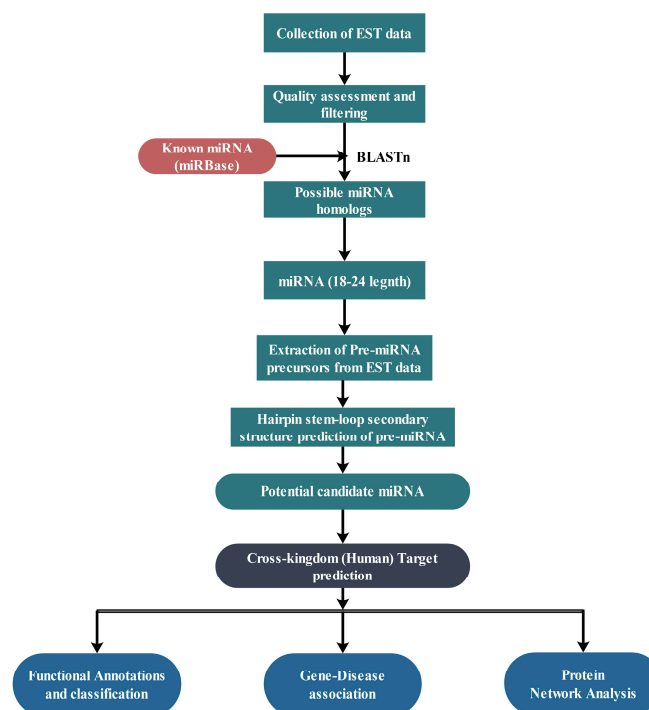 Collection of EST data
Quality assessment and
filtering
Known miRNA
(miRBase)
BLASTn
Possible miRNA
homologs
miRNA (18-24 legnth)
Extraction of Pre-miRNA
precursors from EST data
Hairpin stem-loop secondary
structure prediction of pre-miRNA
Potential candidate miRNA
Cross-kingdom (Human) Target
prediction
Functional Annotations
and classification
Gene-Disease
association
Protein
Network Analysis